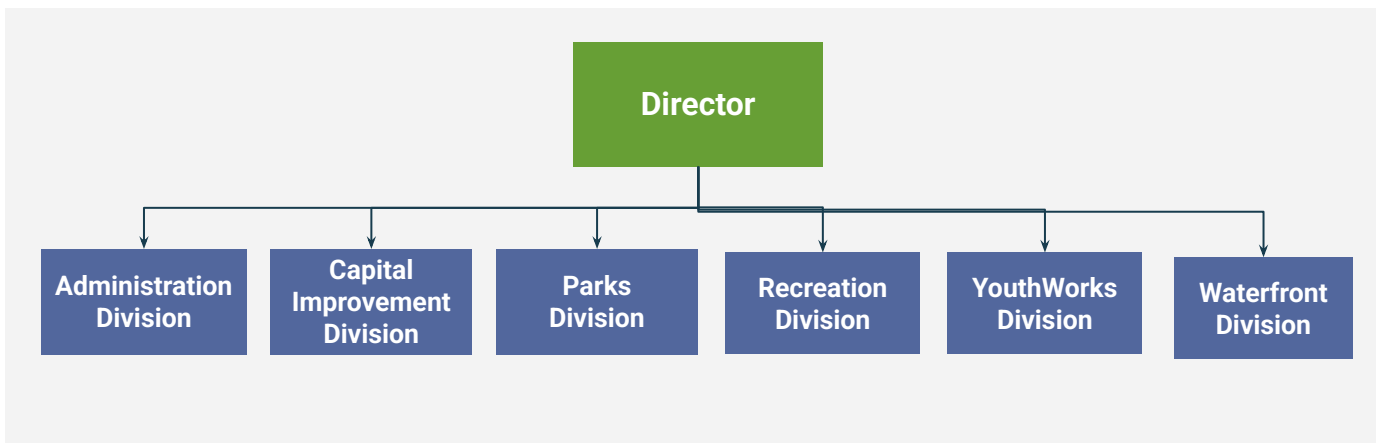 Director
Administration
Division
Capital
Improvement
Division
Parks
Division
Recreation
Division
YouthWorks
Division
Waterfront
Division